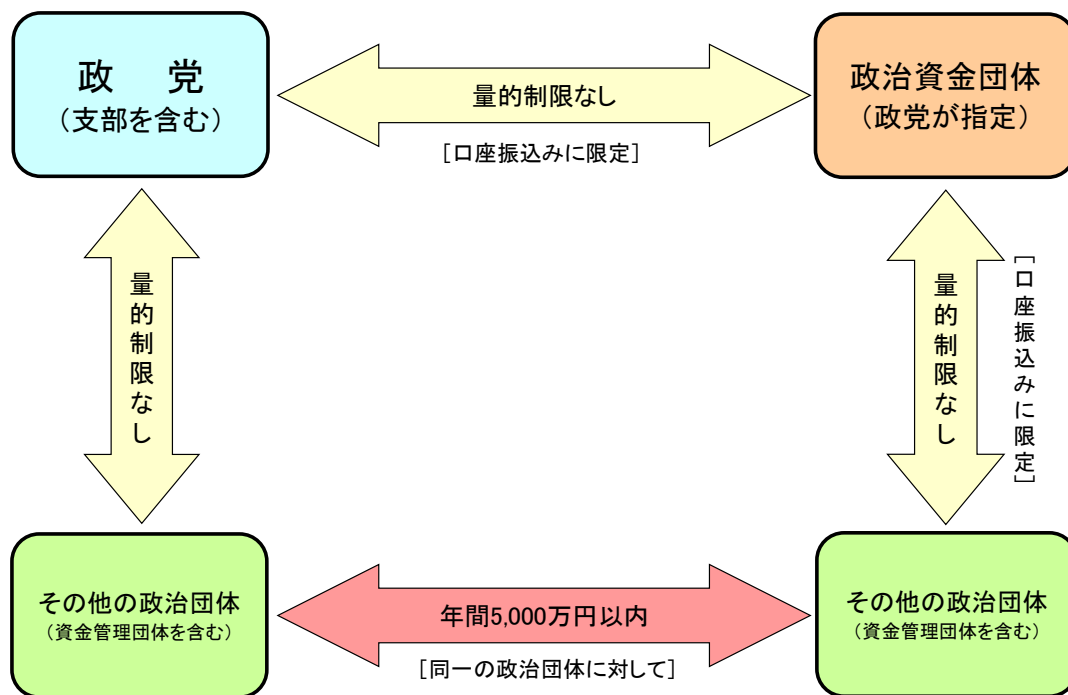 政　党
（支部を含む）
量的制限なし
［口座振込みに限定］
政治資金団体
（政党が指定）
量的制限なし
量的制限なし
［口座振込みに限定］
その他の政治団体
（資金管理団体を含む）
年間5,000万円以内
［同一の政治団体に対して］
その他の政治団体
（資金管理団体を含む）